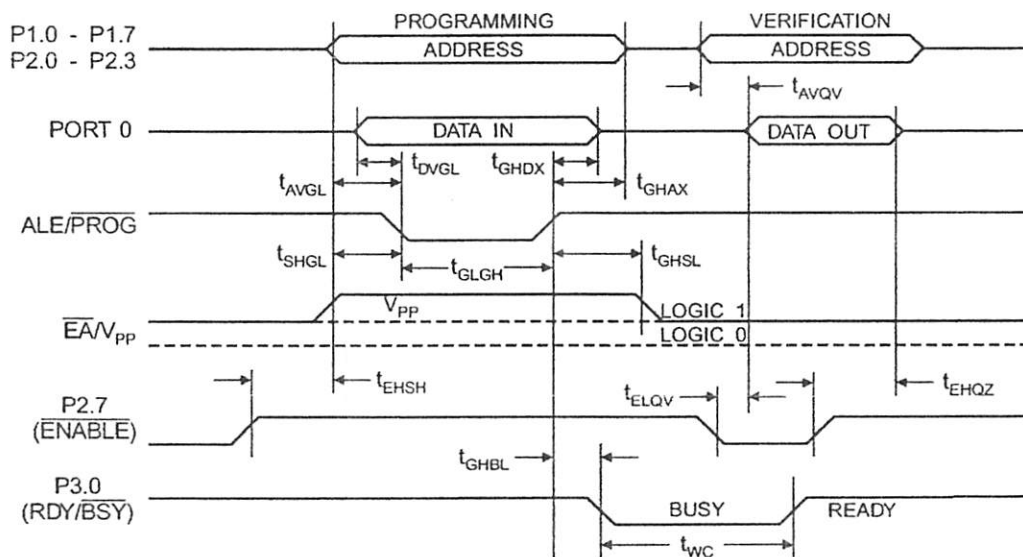 PROGRAMMING VERIFICATION
P1.0 - P1.7
P2.0 - P2.3
ADDRESS ADDRESS
tAVQV
PORT 0 DATA IN DATA OUT
tDVGL tGHDX
tAVGL tGHAX
ALE/PROG
tSHGL tGLGH tGHSL
VPP LOGIC 1
EA/VPP LOGIC 0
tEHSH tELQV tEHQZ
P2.7
(ENABLE)
tGHBL
P3.0
(RDY/BSY) BUSY READY
tWC